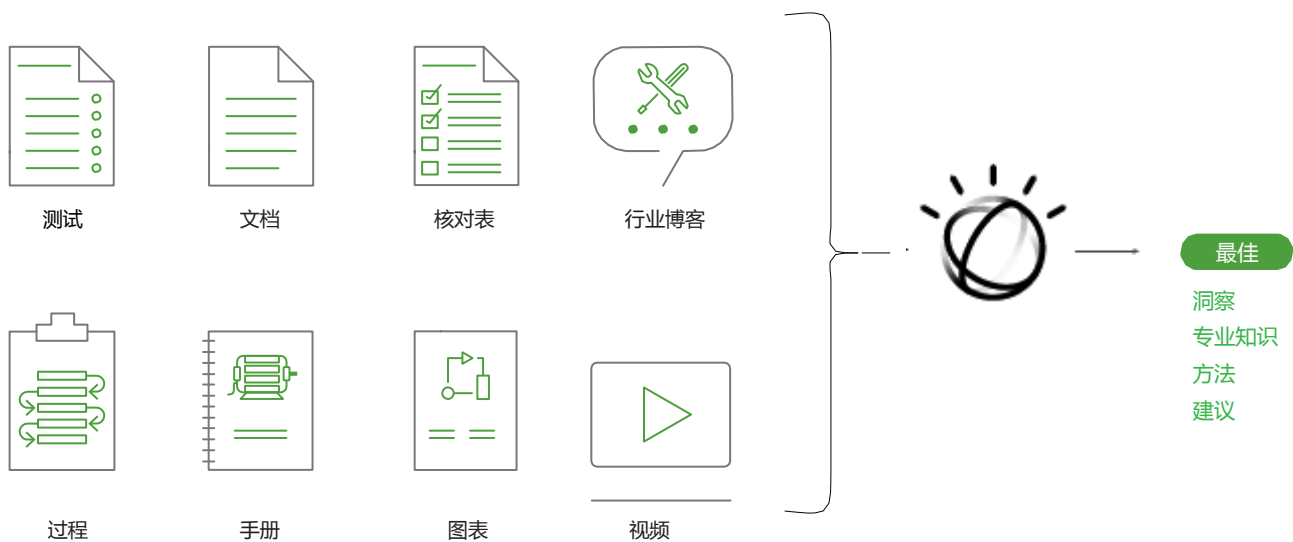 测试
文档
核对表
行业博客
过程
手册
图表
视频
最佳
洞察
专业知识
方法
建议